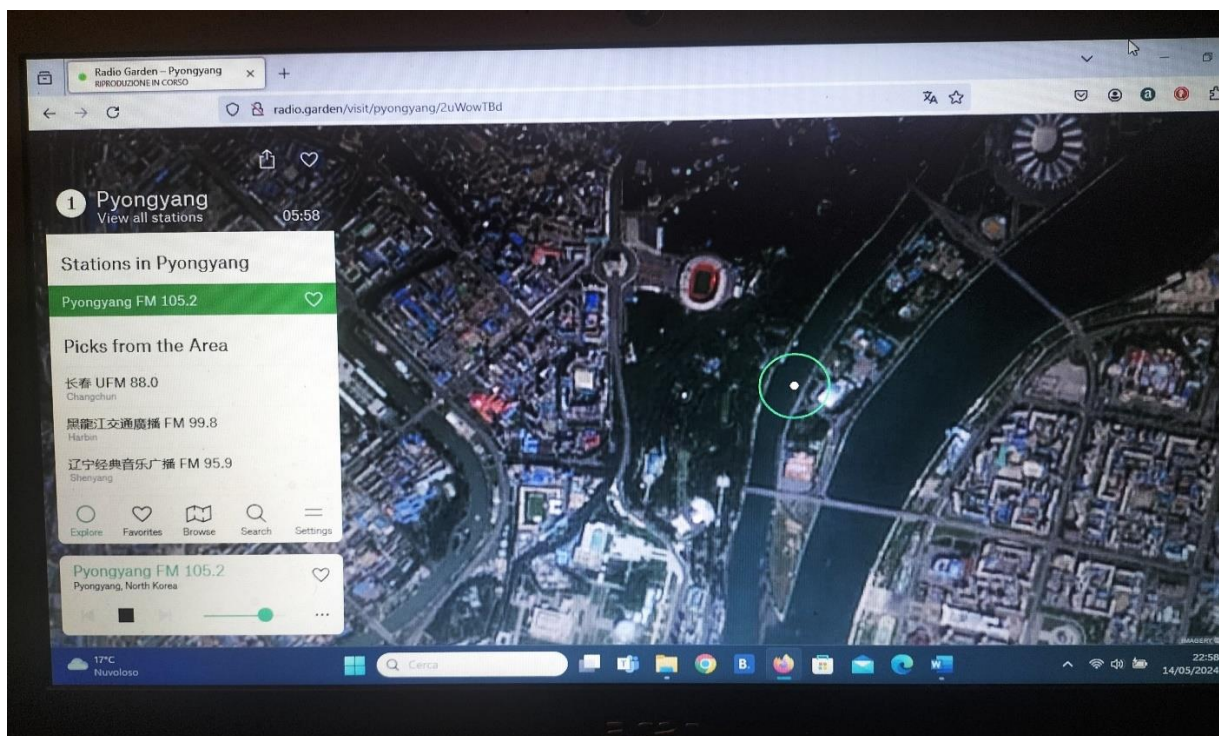 Radio Garden – Pyongyang
RIPRODUZIONE IN CORSO
radio.garden/visit/pyongyang/2uWowTBd
1 Pyongyang
View all stations 05:58
Stations in Pyongyang
Pyongyang FM 105.2
Picks from the Area
长春 UFM 88.0
Changchun
黑龍江交通廣播 FM 99.8
Harbin
辽宁经典音乐广播 FM 95.9
Shenyang
Explore Favorites Browse Search Settings
Pyongyang FM 105.2
Pyongyang, North Korea
IMAGERY
17°C
Nuvoloso
Cerca
B.
W
22:58
14/05/2024